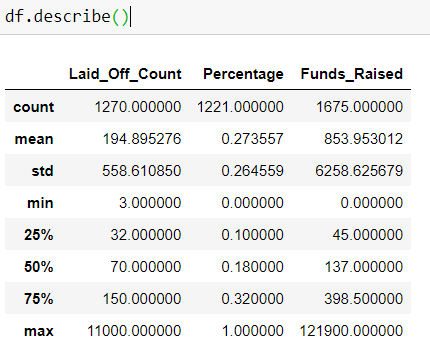 df.describe()
Laid_Off_Count Percentage Funds_Raised
count 1270.000000 1221.000000 1675.000000
mean 194.895276 0.273557 853.953012
std 558.610850 0.264559 6258.625679
min 3.000000 0.000000 0.000000
25% 32.000000 0.100000 45.000000
50% 70.000000 0.180000 137.000000
75% 150.000000 0.320000 398.500000
max 11000.000000 1.000000 121900.000000